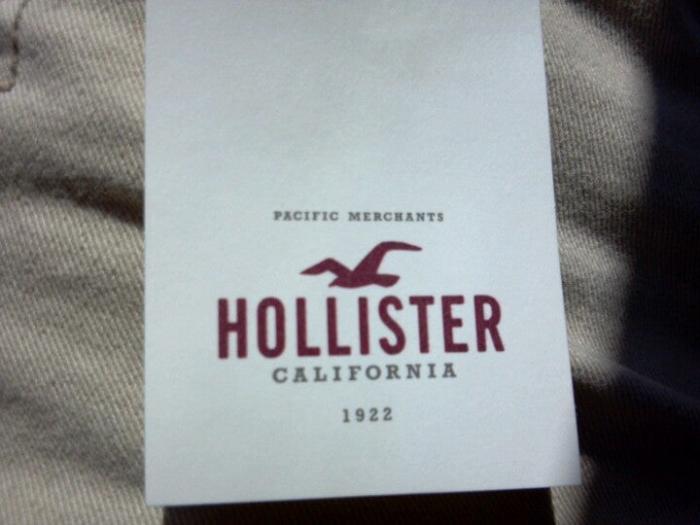 PACIFIC MERCHANTS
HOLLISTER
CALIFORNIA
1922